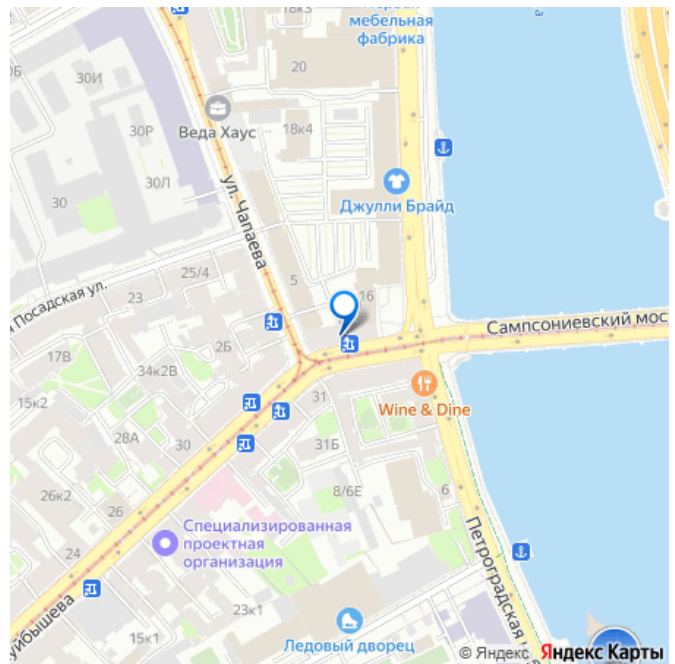 18к3
мебельная
фабрика
20
30И
Веда Хаус
18к4
30Р
30Л
30
ул. Чапаева
Джулли Брайд
25/4
5
Посадская ул.
23
16
Сампсониевский мос
2Б
17В
34к2В
31
Wine & Dine
15к2
28А
30
31Б
8/6Е
6
26к2
26
24
Специализированная
проектная
организация
Петроградская
уйбышева
23к1
15к1
Ледовый дворец
© Яндекс Яндекс Карты